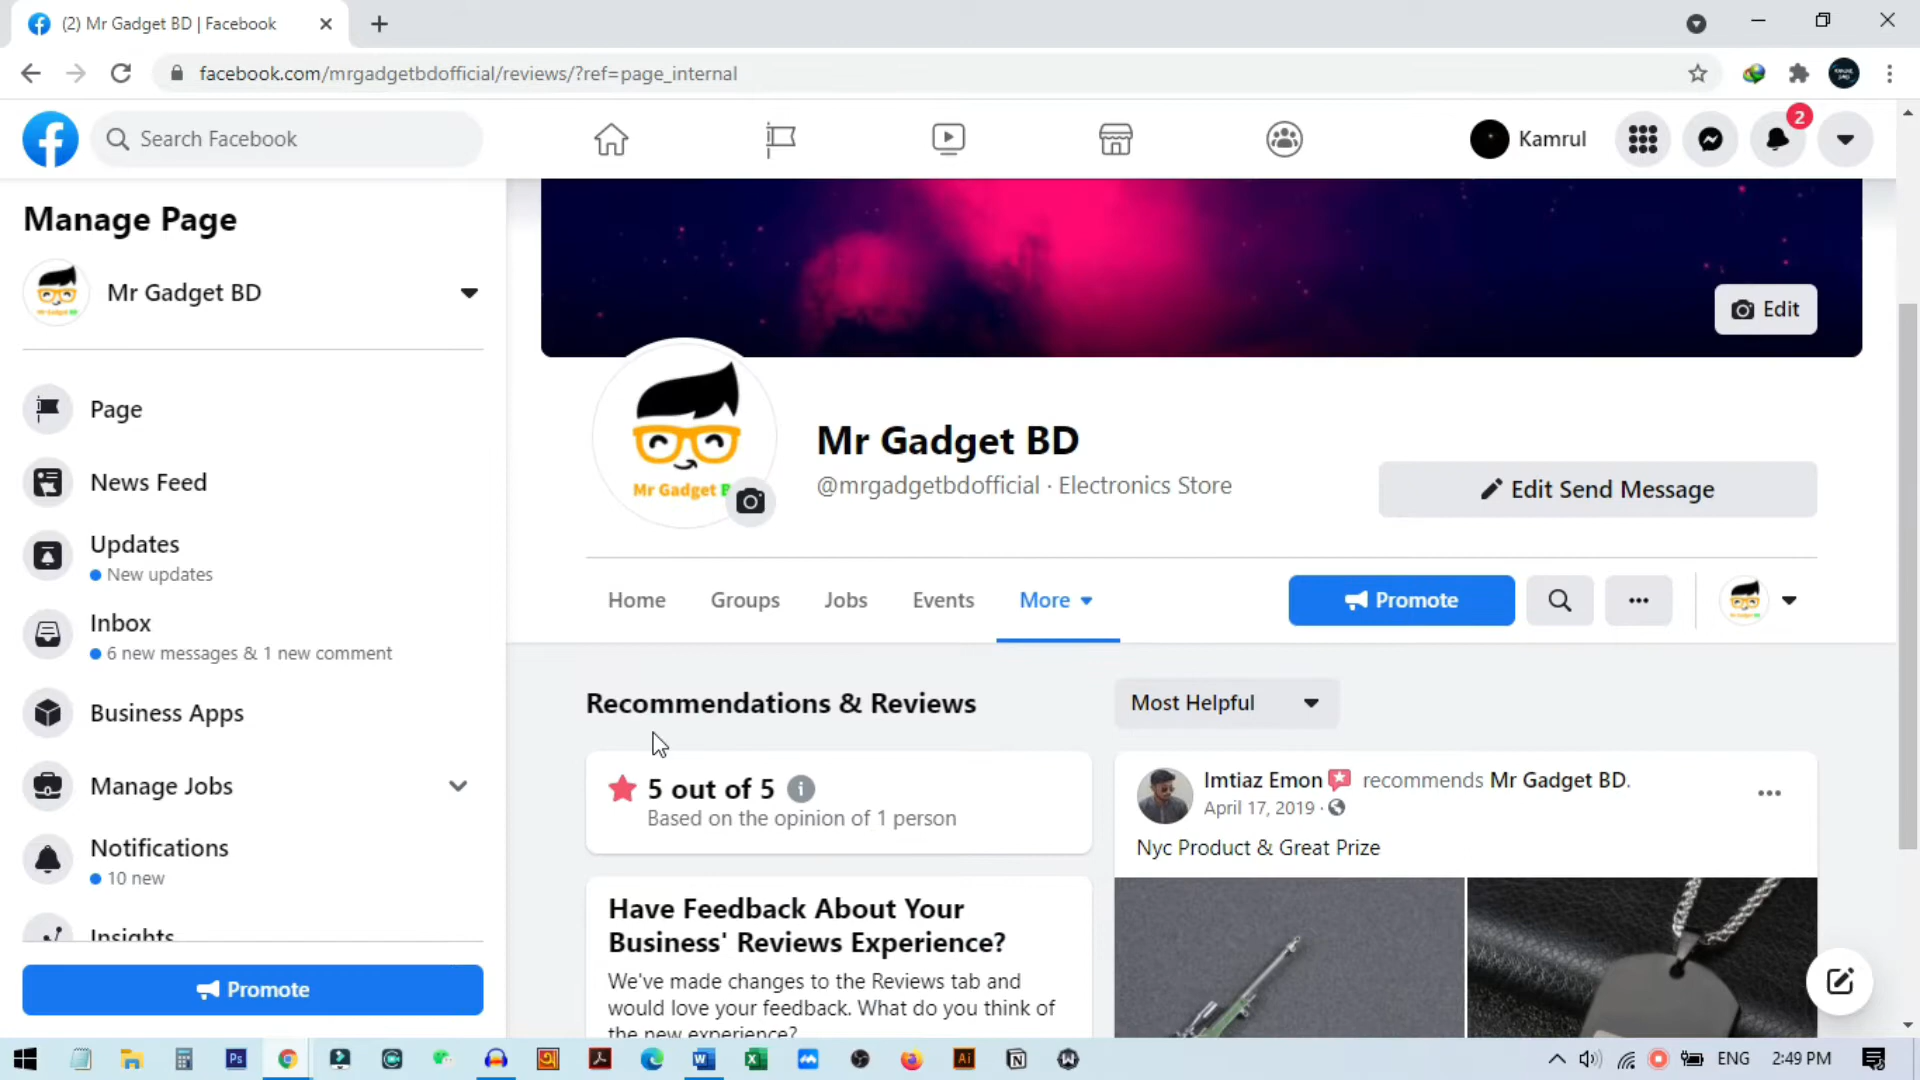 (2) Mr Gadget BD | Facebook
facebook.com/mrgadgetbdofficial/reviews/?ref=page_internal
Search Facebook
Kamrul
2
Manage Page
Mr Gadget BD
Page
News Feed
Updates
New updates
Inbox
6 new messages & 1 new comment
Business Apps
Manage Jobs
Notifications
10 new
Insights
Promote
Edit
Mr Gadget B
Mr Gadget BD
@mrgadgetbdofficial · Electronics Store
Edit Send Message
Home
Groups
Jobs
Events
More
Promote
Recommendations & Reviews
Most Helpful
5 out of 5
Based on the opinion of 1 person
Have Feedback About Your
Business' Reviews Experience?
We've made changes to the Reviews tab and
would love your feedback. What do you think of
the new experience?
Imtiaz Emon recommends Mr Gadget BD.
April 17, 2019 ·
Nyc Product & Great Prize
ENG
2:49 PM